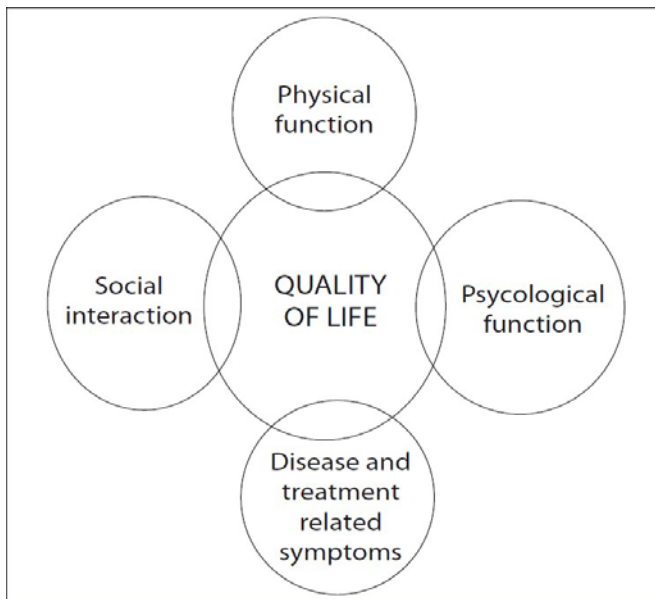 Physical
function
Social
interaction
QUALITY
OF LIFE
Psycological
function
Disease and
treatment
related
symptoms